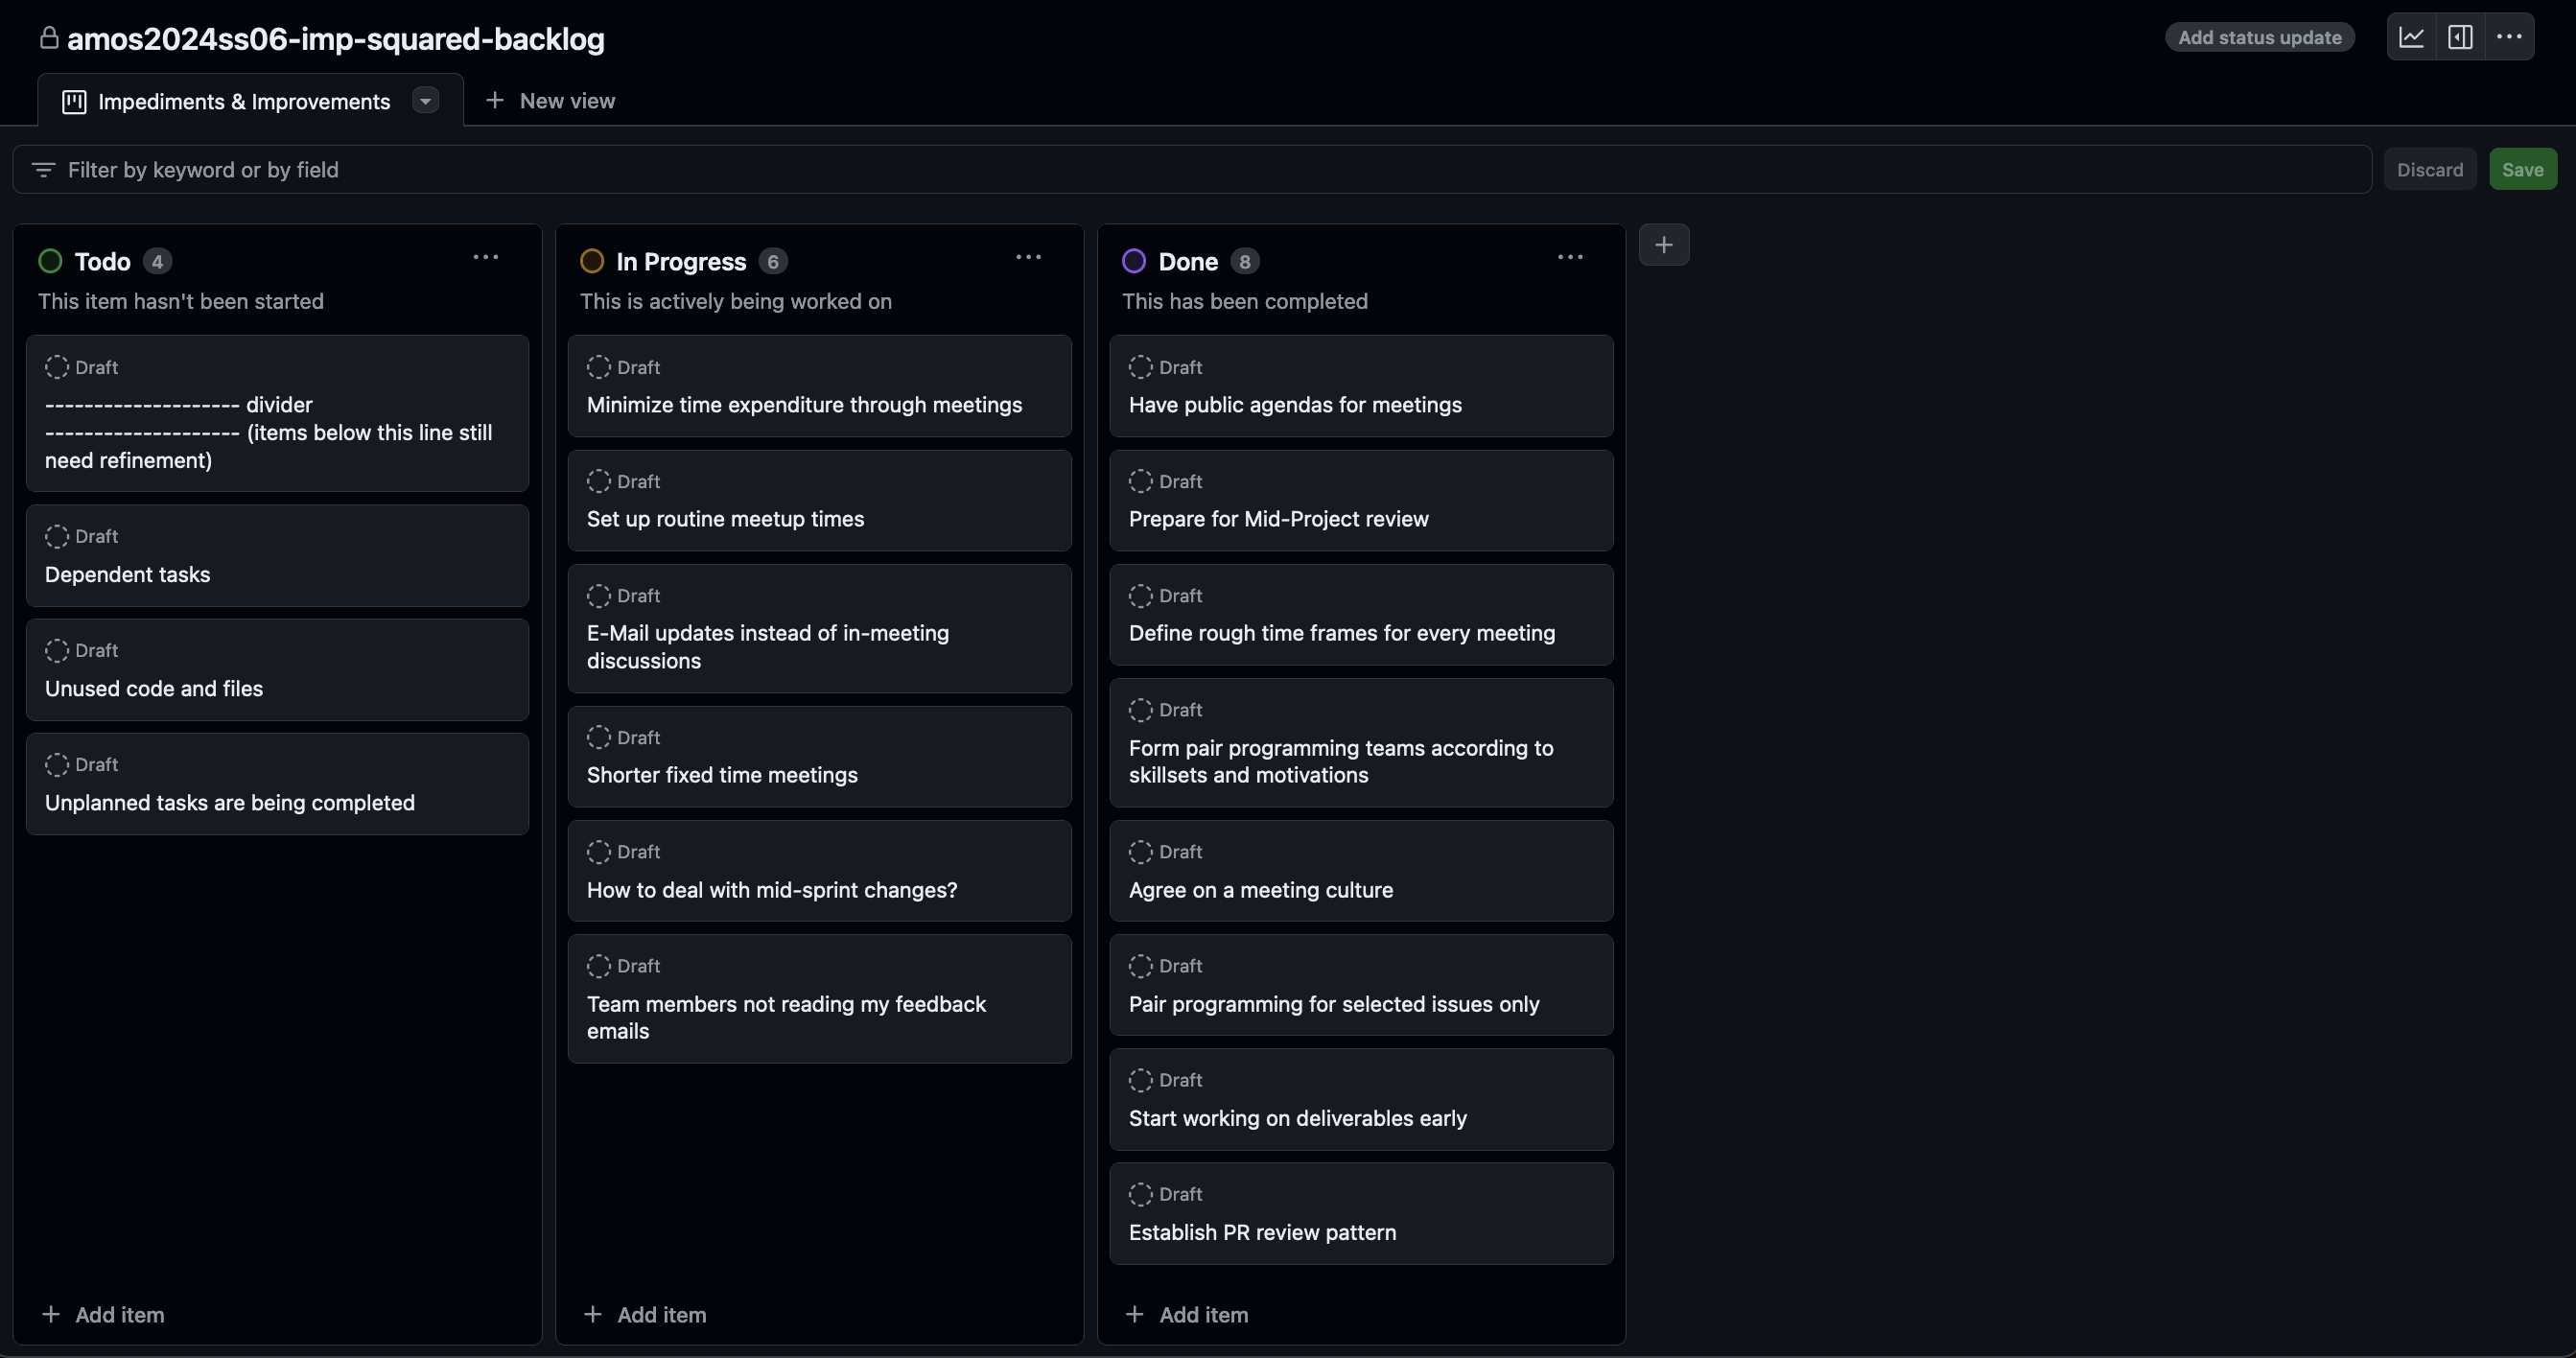 amos2024ss06-imp-squared-backlog
Add status update
Impediments & Improvements
New view
Filter by keyword or by field
Discard
Save
Todo 4
This item hasn't been started
Draft
-------------------- divider
-------------------- (items below this line still
need refinement)
Draft
Dependent tasks
Draft
Unused code and files
Draft
Unplanned tasks are being completed
Add item
In Progress 6
This is actively being worked on
Draft
Minimize time expenditure through meetings
Draft
Set up routine meetup times
Draft
E-Mail updates instead of in-meeting
discussions
Draft
Shorter fixed time meetings
Draft
How to deal with mid-sprint changes?
Draft
Team members not reading my feedback
emails
Add item
Done 8
This has been completed
Draft
Have public agendas for meetings
Draft
Prepare for Mid-Project review
Draft
Define rough time frames for every meeting
Draft
Form pair programming teams according to
skillsets and motivations
Draft
Agree on a meeting culture
Draft
Pair programming for selected issues only
Draft
Start working on deliverables early
Draft
Establish PR review pattern
Add item